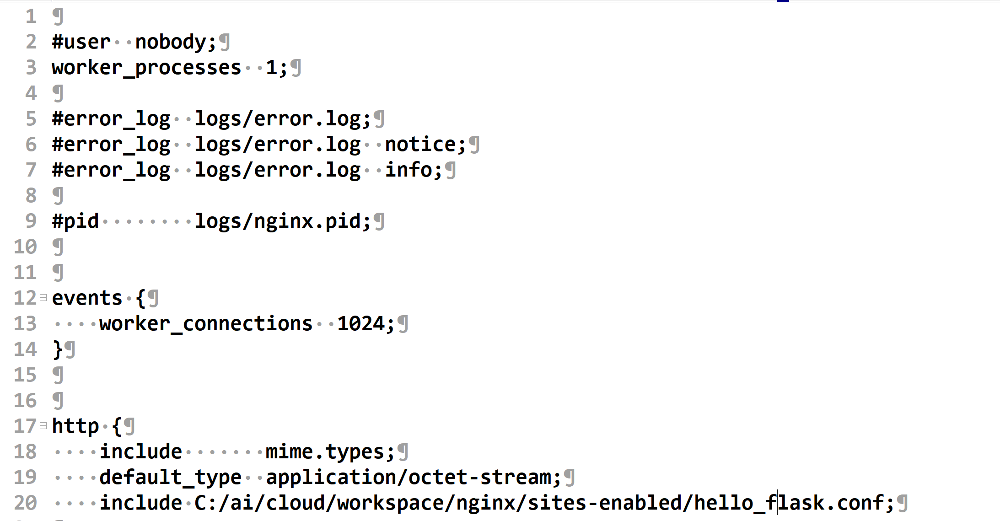 1 ¶
2 #user··nobody;¶
3 worker_processes··1;¶
4 ¶
5 #error_log··logs/error.log;¶
6 #error_log··logs/error.log··notice;¶
7 #error_log··logs/error.log··info;¶
8 ¶
9 #pid········logs/nginx.pid;¶
10 ¶
11 ¶
12 events·{¶
13 ····worker_connections··1024;¶
14 }¶
15 ¶
16 ¶
17 http·{¶
18 ····include·······mime.types;¶
19 ····default_type··application/octet-stream;¶
20 ····include·C:/ai/cloud/workspace/nginx/sites-enabled/hello_flask.conf;¶